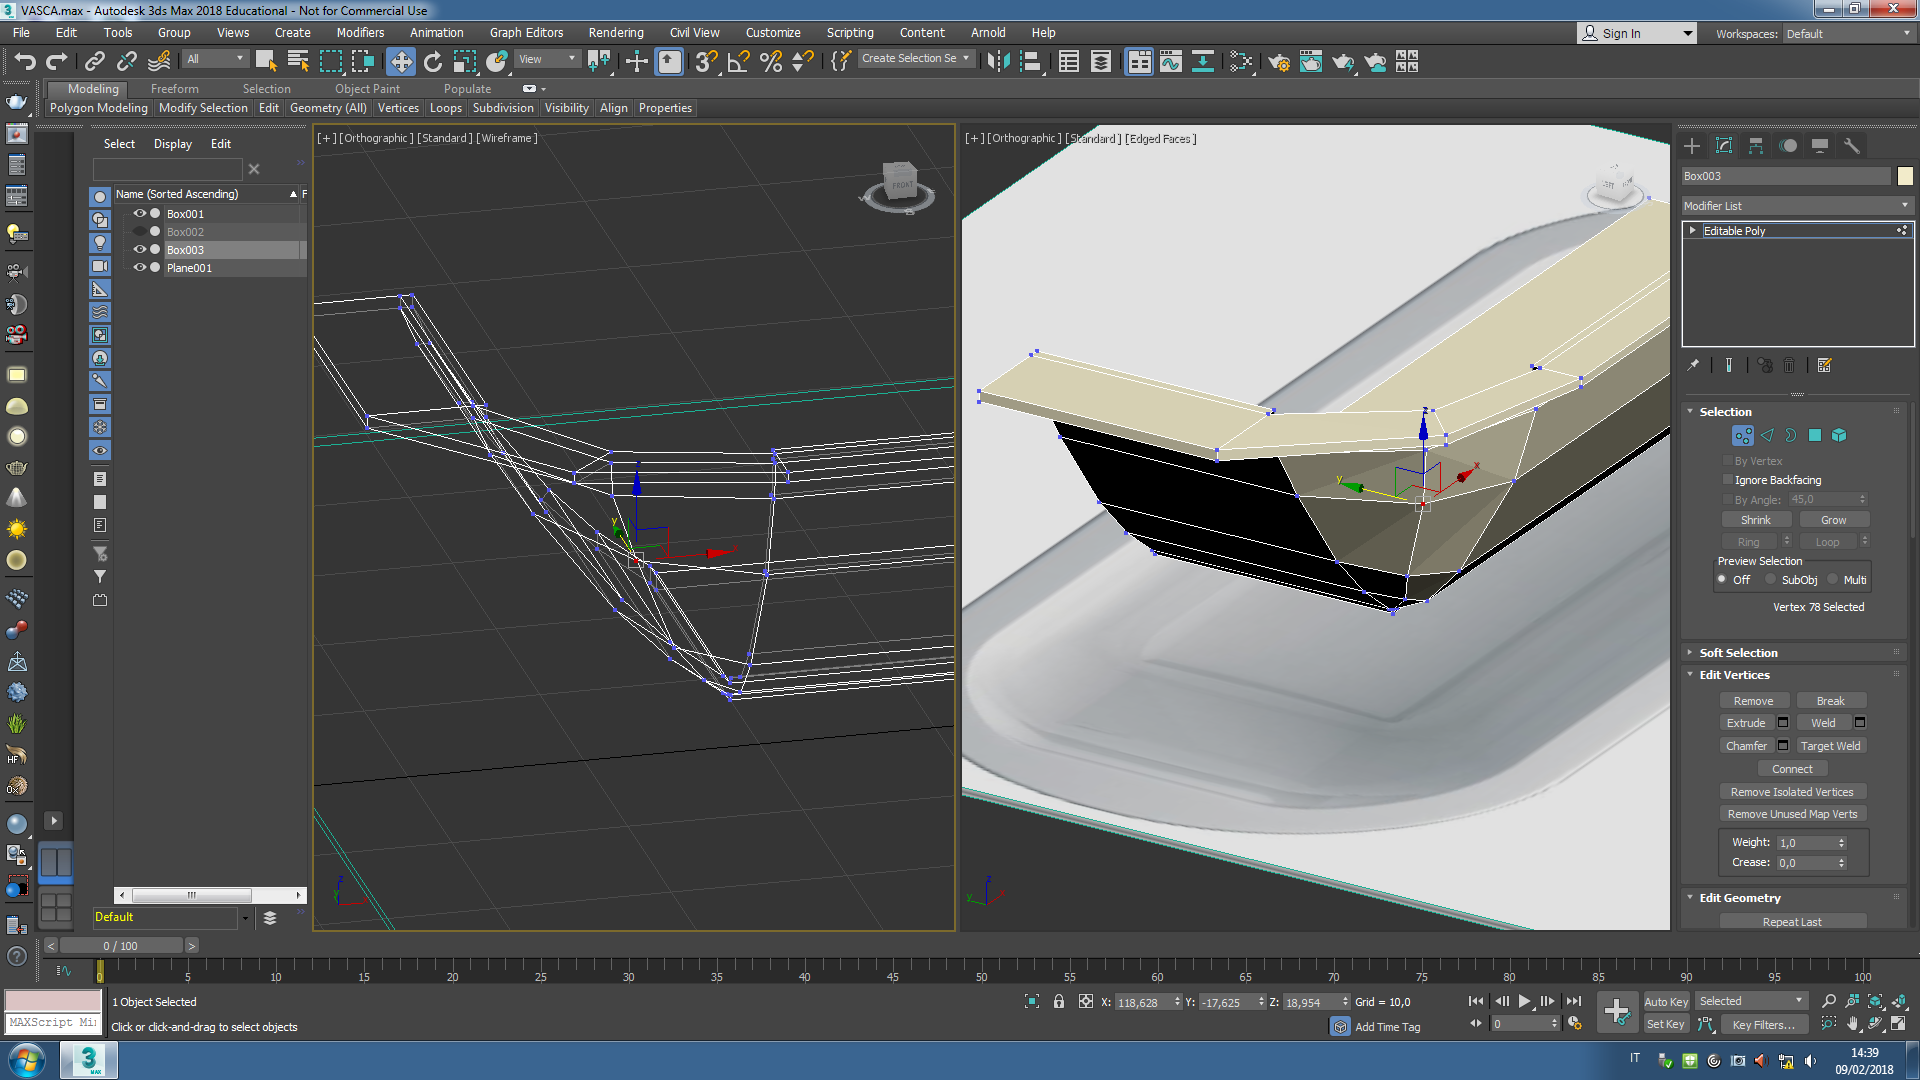 VASCA.max - Autodesk 3ds Max 2018 Educational - Not for Commercial Use
File Edit Tools Group Views Create Modifiers Animation Graph Editors Rendering Civil View Customize Scripting Content Arnold Help
Sign In Workspaces: Default
All View Create Selection Se
Modeling Freeform Selection Object Paint Populate
Polygon Modeling Modify Selection Edit Geometry (All) Vertices Loops Subdivision Visibility Align Properties
Select Display Edit
Name (Sorted Ascending) F
Box001
Box002
Box003
Plane001
Default
[+] [Orthographic] [Standard] [Wireframe]
FRONT
[+] [Orthographic] [Standard] [Edged Faces]
Box003
Modifier List
Editable Poly
Selection
By Vertex
Ignore Backfacing
By Angle: 45,0
Shrink Grow
Ring Loop
Preview Selection
Off SubObj Multi
Vertex 78 Selected
Soft Selection
Edit Vertices
Remove Break
Extrude Weld
Chamfer Target Weld
Connect
Remove Isolated Vertices
Remove Unused Map Verts
Weight: 1,0
Crease: 0,0
Edit Geometry
Repeat Last
< 0 / 100 >
0 5 10 15 20 25 30 35 40 45 50 55 60 65 70 75 80 85 90 95 100
1 Object Selected
X: 118,628 Y: -17,625 Z: 18,954 Grid = 10,0
Auto Key Selected
MAXScript Mi
Click or click-and-drag to select objects
Add Time Tag
0
Set Key Key Filters...
3 MAX
IT
14:39
09/02/2018